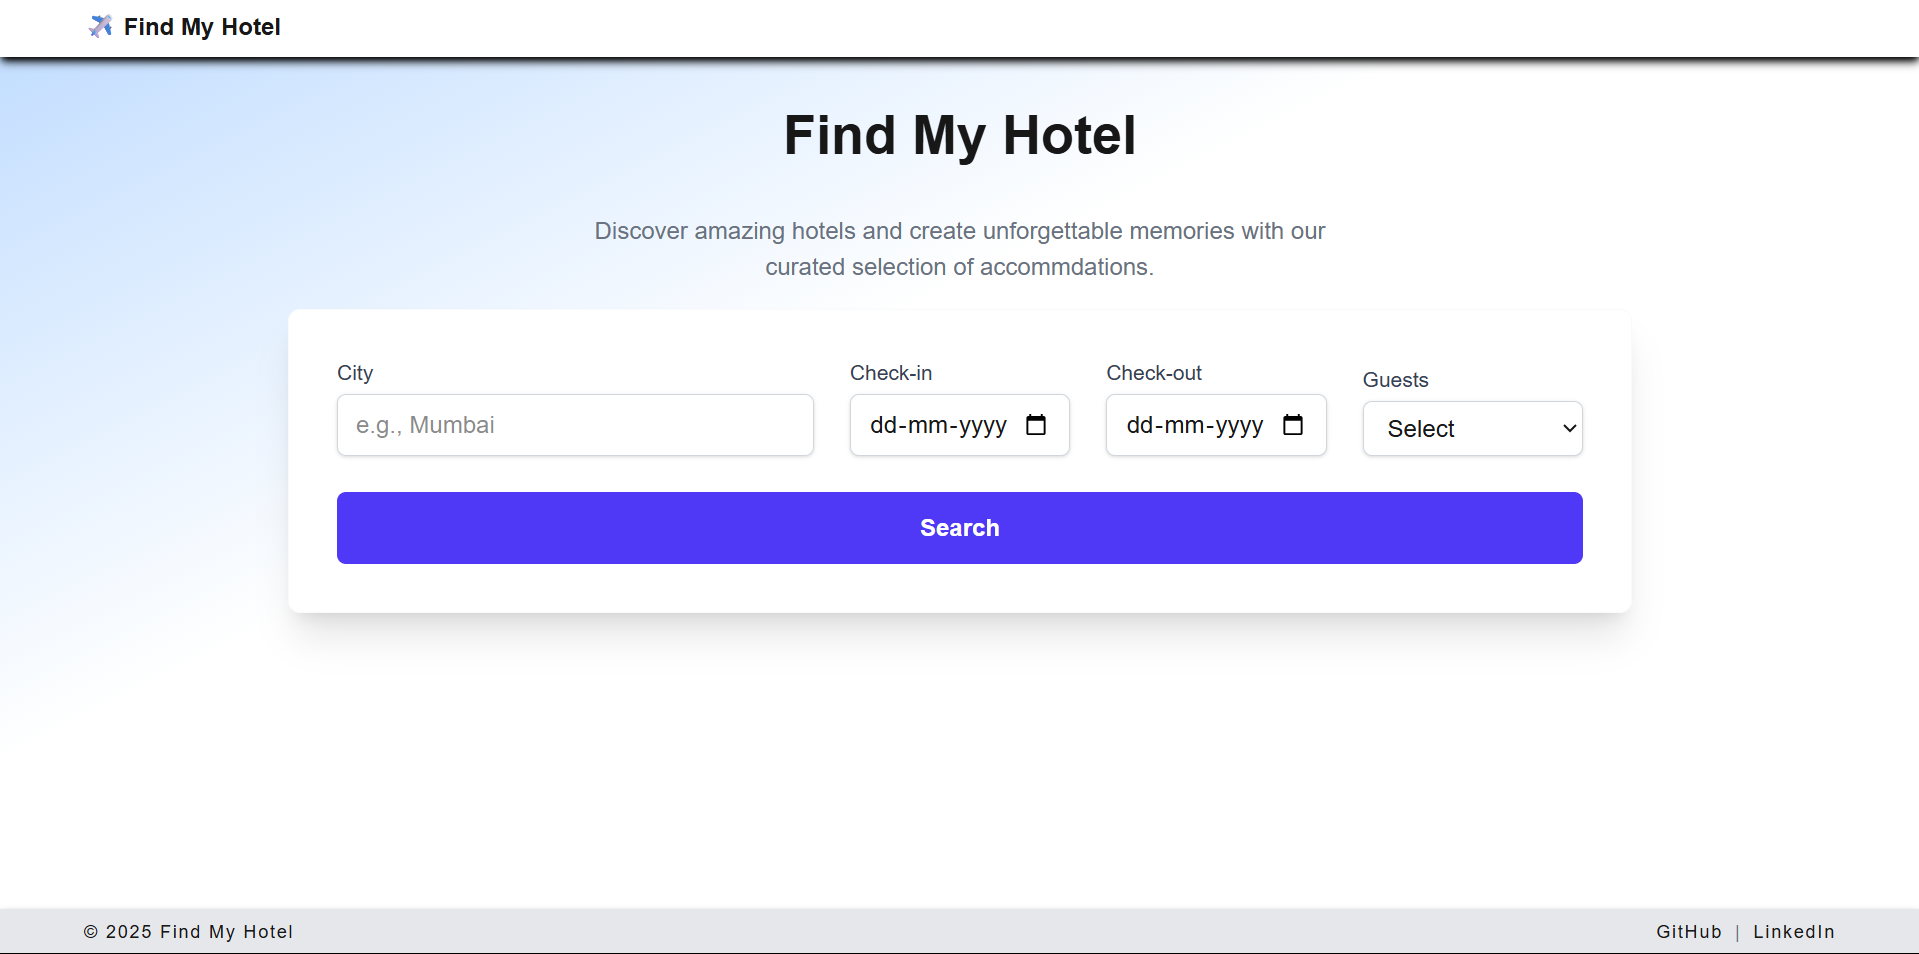 Find My Hotel
Find My Hotel
Discover amazing hotels and create unforgettable memories with our
curated selection of accommdations.
City
Check-in
Check-out
Guests
e.g., Mumbai
dd-mm-yyyy
dd-mm-yyyy
Select
Search
© 2025 Find My Hotel
GitHub | LinkedIn